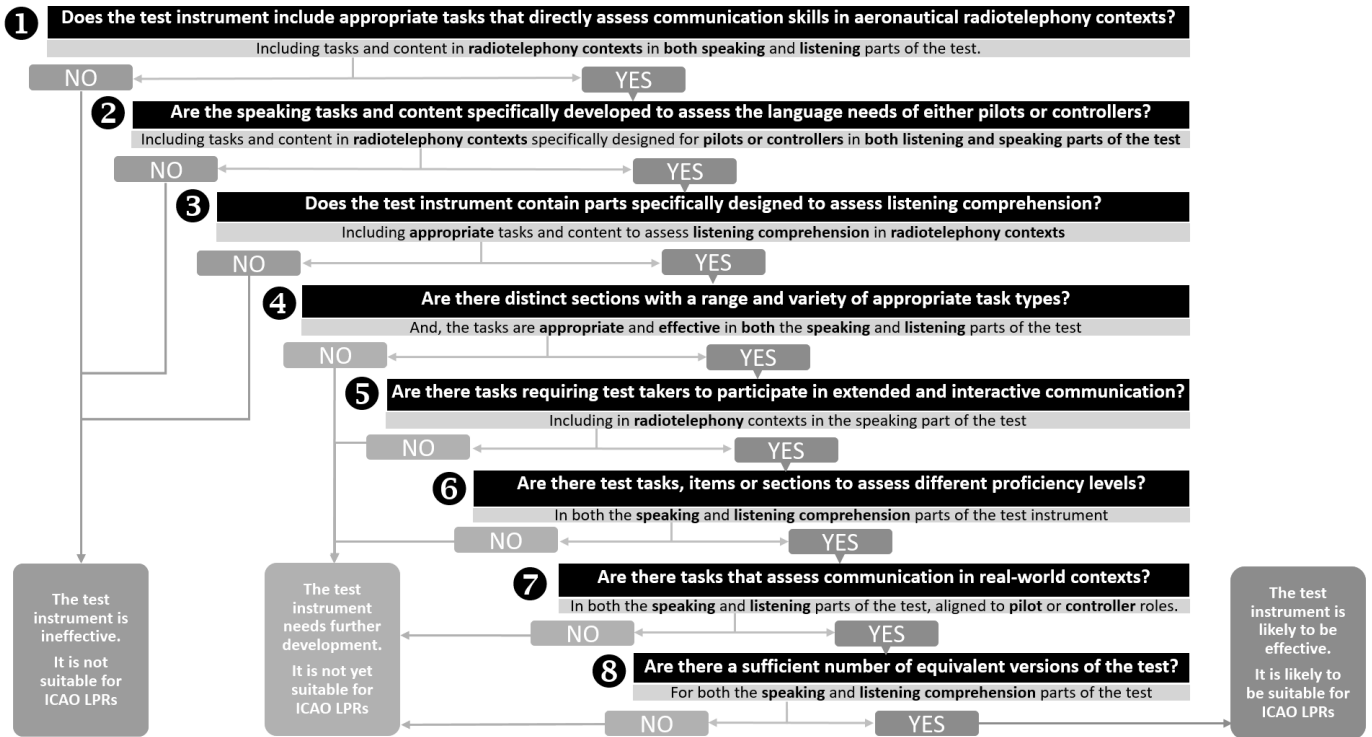 1 Does the test instrument include appropriate tasks that directly assess communication skills in aeronautical radiotelephony contexts?
Including tasks and content in radiotelephony contexts in both speaking and listening parts of the test.
NO YES
2 Are the speaking tasks and content specifically developed to assess the language needs of either pilots or controllers?
Including tasks and content in radiotelephony contexts specifically designed for pilots or controllers in both listening and speaking parts of the test
NO YES
3 Does the test instrument contain parts specifically designed to assess listening comprehension?
Including appropriate tasks and content to assess listening comprehension in radiotelephony contexts
NO YES
4 Are there distinct sections with a range and variety of appropriate task types?
And, the tasks are appropriate and effective in both the speaking and listening parts of the test
NO YES
5 Are there tasks requiring test takers to participate in extended and interactive communication?
Including in radiotelephony contexts in the speaking part of the test
NO YES
6 Are there test tasks, items or sections to assess different proficiency levels?
In both the speaking and listening comprehension parts of the test instrument
NO YES
7 Are there tasks that assess communication in real-world contexts?
In both the speaking and listening parts of the test, aligned to pilot or controller roles.
NO YES
8 Are there a sufficient number of equivalent versions of the test?
For both the speaking and listening comprehension parts of the test
NO YES
The test
instrument is
ineffective.
It is not
suitable for
ICAO LPRs
The test
instrument
needs further
development.
It is not yet
suitable for
ICAO LPRs
The test
instrument is
likely to be
effective.
It is likely to
be suitable for
ICAO LPRs